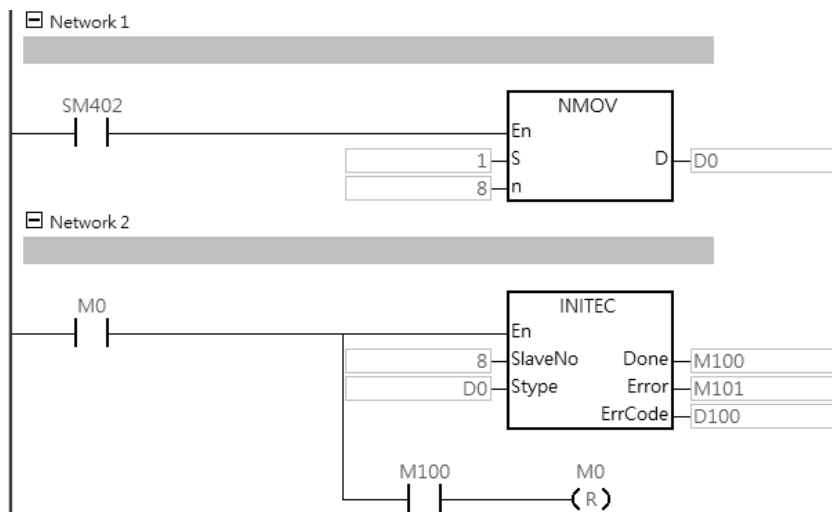 Network 1
SM402
NMOV
En
1 S D D0
8 n
Network 2
M0
INITEC
En
8 SlaveNo Done M100
D0 Stype Error M101
ErrCode D100
M100 M0
R